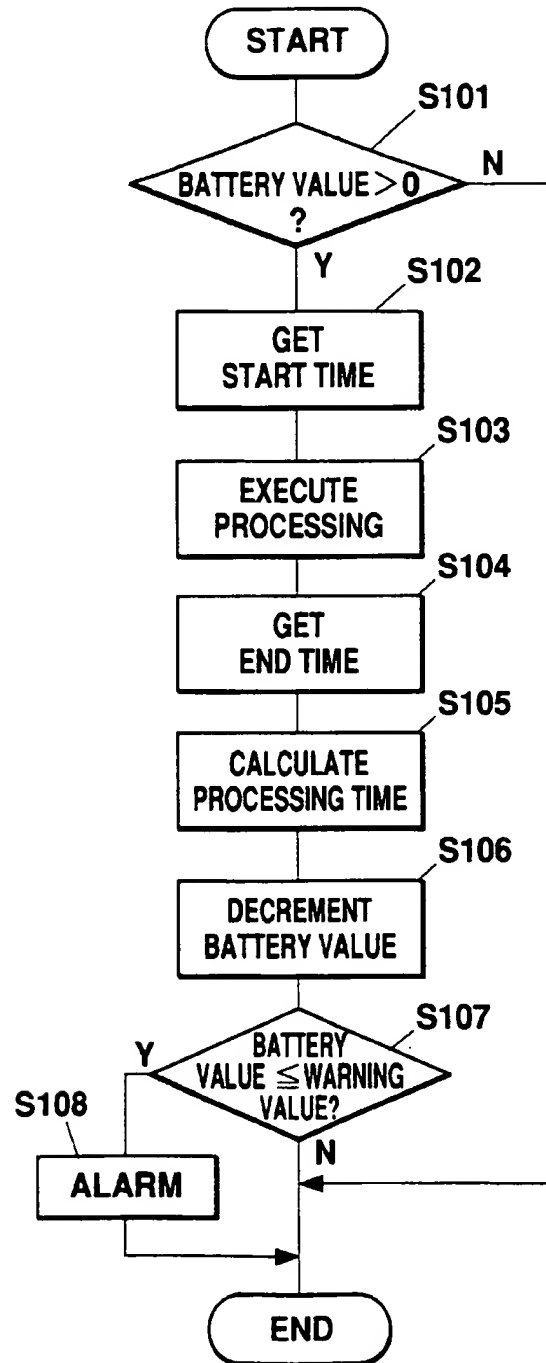 START
S101
BATTERY VALUE > 0
?
N
Y
S102
GET
START TIME
S103
EXECUTE
PROCESSING
S104
GET
END TIME
S105
CALCULATE
PROCESSING TIME
S106
DECREMENT
BATTERY VALUE
S107
BATTERY
VALUE ≦ WARNING
VALUE?
Y
N
S108
ALARM
END